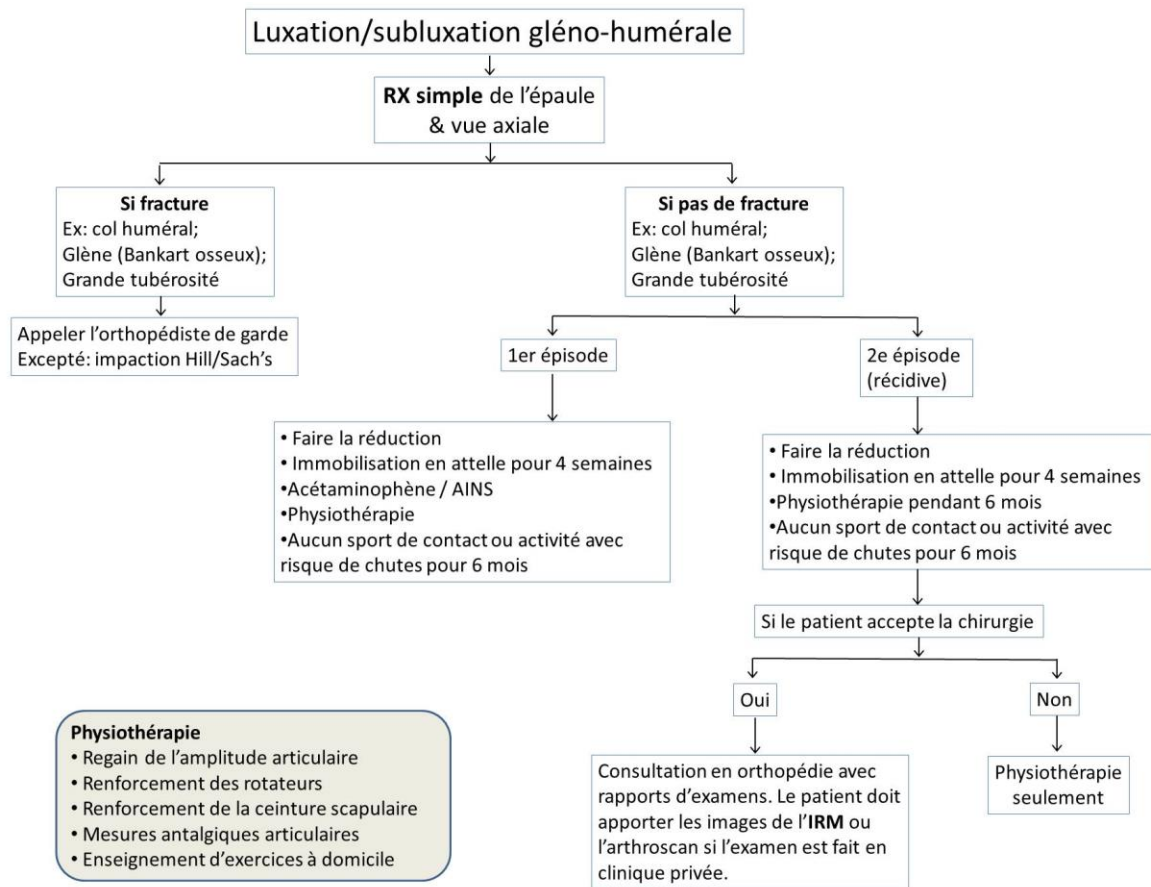 Luxation/subluxation gléno-humérale
RX simple de l'épaule
& vue axiale
Si fracture
Ex: col huméral;
Glène (Bankart osseux);
Grande tubérosité
Si pas de fracture
Ex: col huméral;
Glène (Bankart osseux);
Grande tubérosité
Appeler l'orthopédiste de garde
Excepté: impaction Hill/Sach's
1er épisode
2e épisode
(récidive)
• Faire la réduction
• Immobilisation en attelle pour 4 semaines
•Acétaminophène / AINS
•Physiothérapie
•Aucun sport de contact ou activité avec
risque de chutes pour 6 mois
• Faire la réduction
• Immobilisation en attelle pour 4 semaines
•Physiothérapie pendant 6 mois
•Aucun sport de contact ou activité avec
risque de chutes pour 6 mois
Si le patient accepte la chirurgie
Oui
Non
Consultation en orthopédie avec
rapports d'examens. Le patient doit
apporter les images de l'IRM ou
l'arthroscan si l'examen est fait en
clinique privée.
Physiothérapie
seulement
Physiothérapie
• Regain de l'amplitude articulaire
• Renforcement des rotateurs
• Renforcement de la ceinture scapulaire
• Mesures antalgiques articulaires
• Enseignement d'exercices à domicile